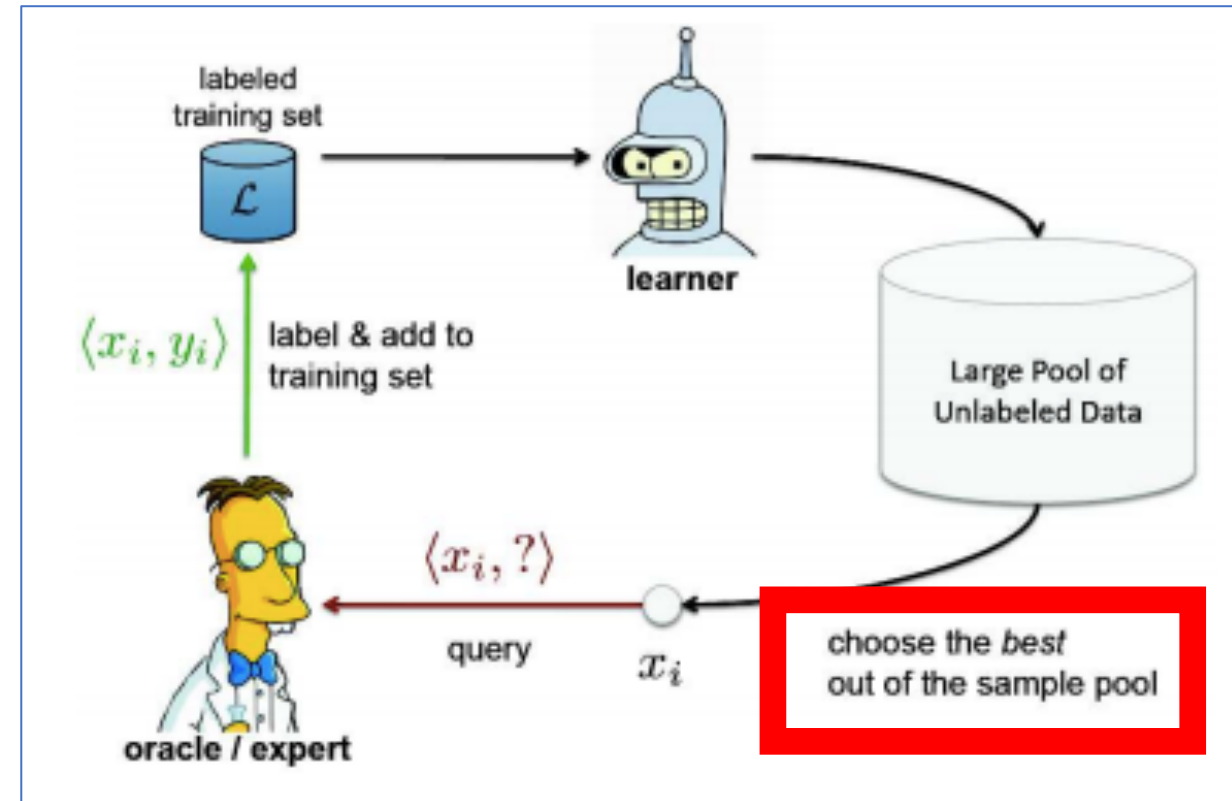 labeled
training set
ℒ
learner
⟨xᵢ, yᵢ⟩
label & add to
training set
Large Pool of
Unlabeled Data
⟨xᵢ, ?⟩
query
xᵢ
choose the best
out of the sample pool
oracle / expert